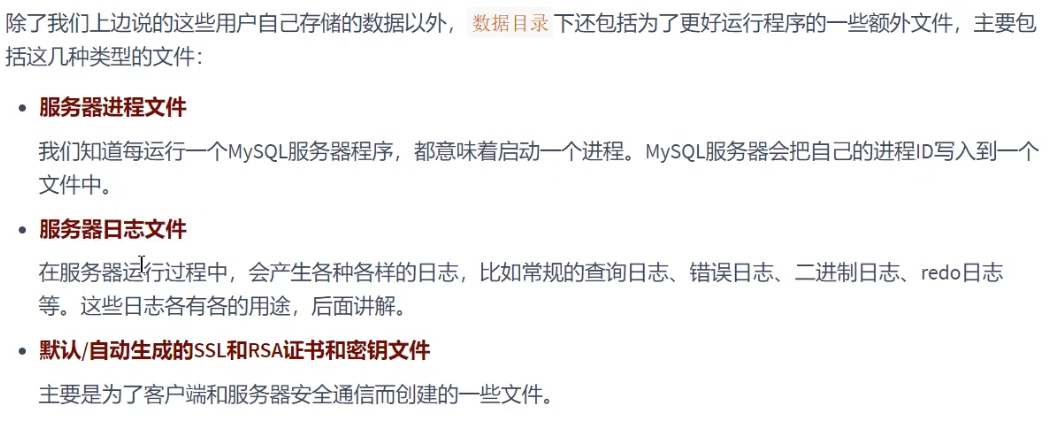 除了我们上边说的这些用户自己存储的数据以外，数据目录下还包括为了更好运行程序的一些额外文件，主要包
括这几种类型的文件：
• 服务器进程文件
我们知道每运行一个MySQL服务器程序，都意味着启动一个进程。MySQL服务器会把自己的进程ID写入到一个
文件中。
• 服务器日志文件
在服务器运行过程中，会产生各种各样的日志，比如常规的查询日志、错误日志、二进制日志、redo日志
等。这些日志各有各的用途，后面讲解。
• 默认/自动生成的SSL和RSA证书和密钥文件
主要是为了客户端和服务器安全通信而创建的一些文件。